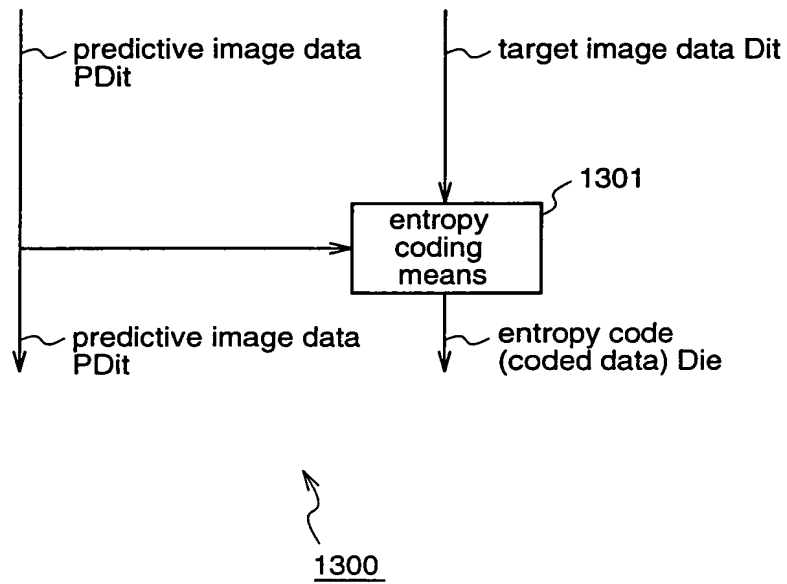 predictive image data
PDit
target image data Dit
1301
entropy
coding
means
predictive image data
PDit
entropy code
(coded data) Die
1300